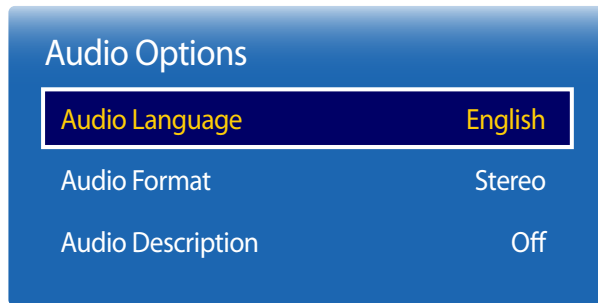 Audio Options
Audio Language English
Audio Format Stereo
Audio Description Off